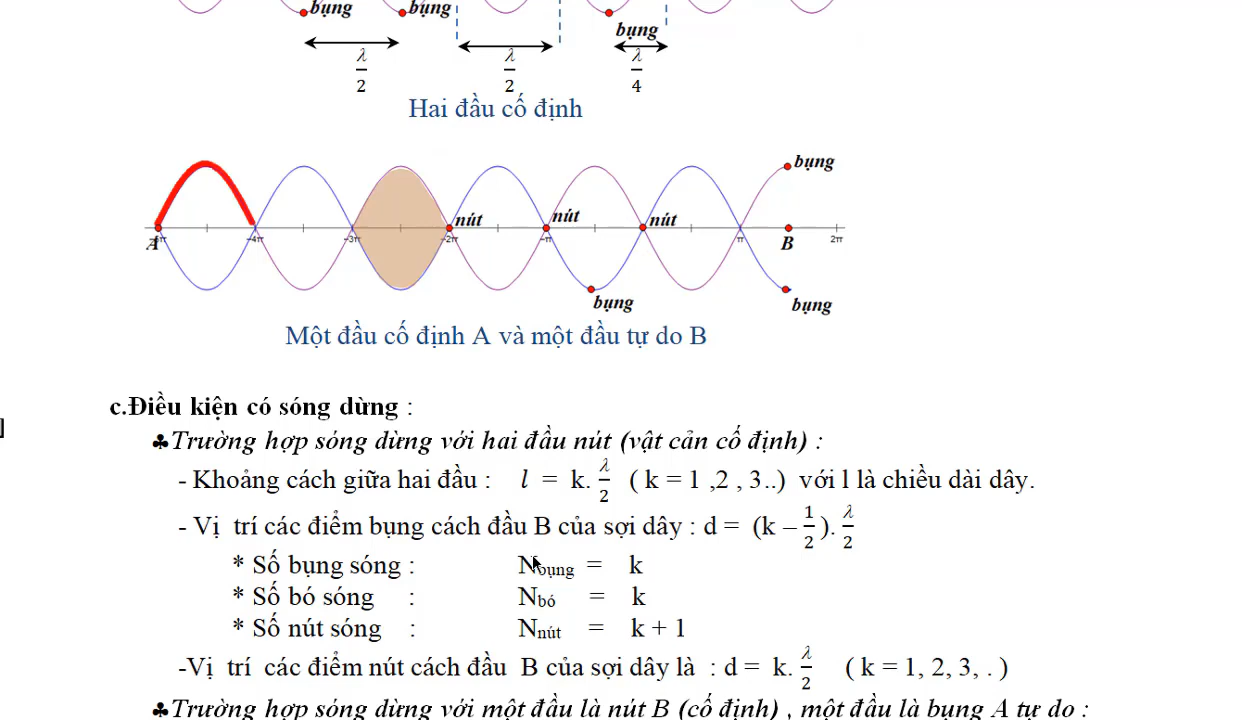 bụng bụng
bụng
λ/2 λ/2 λ/4
Hai đầu cố định
bụng
nút nút nút
A -4π -3π -2π -π π B 2π
bụng bụng
Một đầu cố định A và một đầu tự do B
c.Điều kiện có sóng dừng :
♣Trường hợp sóng dừng với hai đầu nút (vật cản cố định) :
- Khoảng cách giữa hai đầu : l = k. λ/2 ( k = 1 ,2 , 3..) với l là chiều dài dây.
- Vị trí các điểm bụng cách đầu B của sợi dây : d = (k – 1/2). λ/2
* Số bụng sóng : Nbụng = k
* Số bó sóng : Nbó = k
* Số nút sóng : Nnút = k + 1
-Vị trí các điểm nút cách đầu B của sợi dây là : d = k. λ/2 ( k = 1, 2, 3, . )
♣Trường hợp sóng dừng với một đầu là nút B (cố định) , một đầu là bụng A tự do :